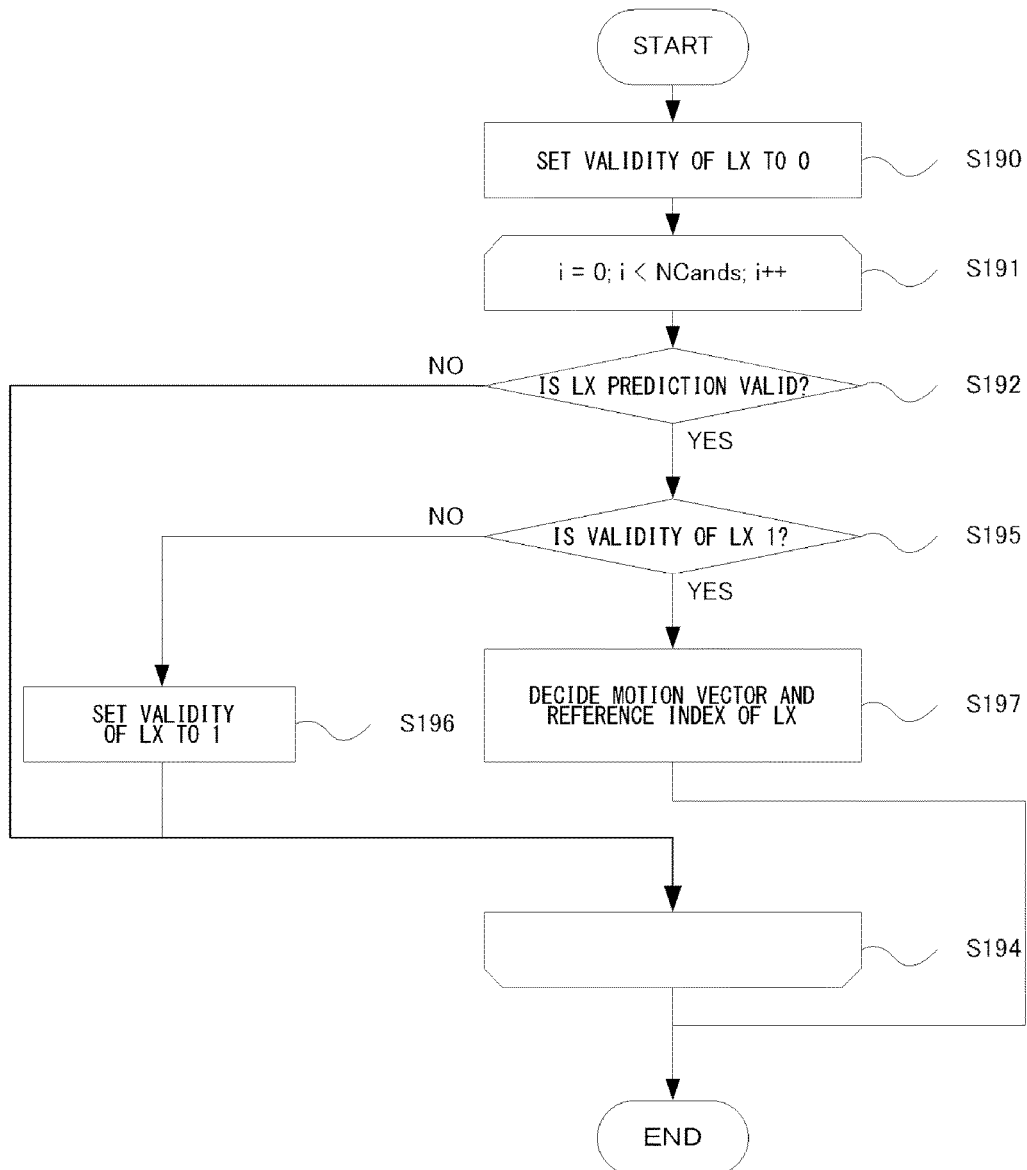 START
SET VALIDITY OF LX TO 0
S190
i = 0; i < NCands; i++
S191
NO
IS LX PREDICTION VALID?
S192
YES
NO
IS VALIDITY OF LX 1?
S195
YES
SET VALIDITY
OF LX TO 1
S196
DECIDE MOTION VECTOR AND
REFERENCE INDEX OF LX
S197
S194
END